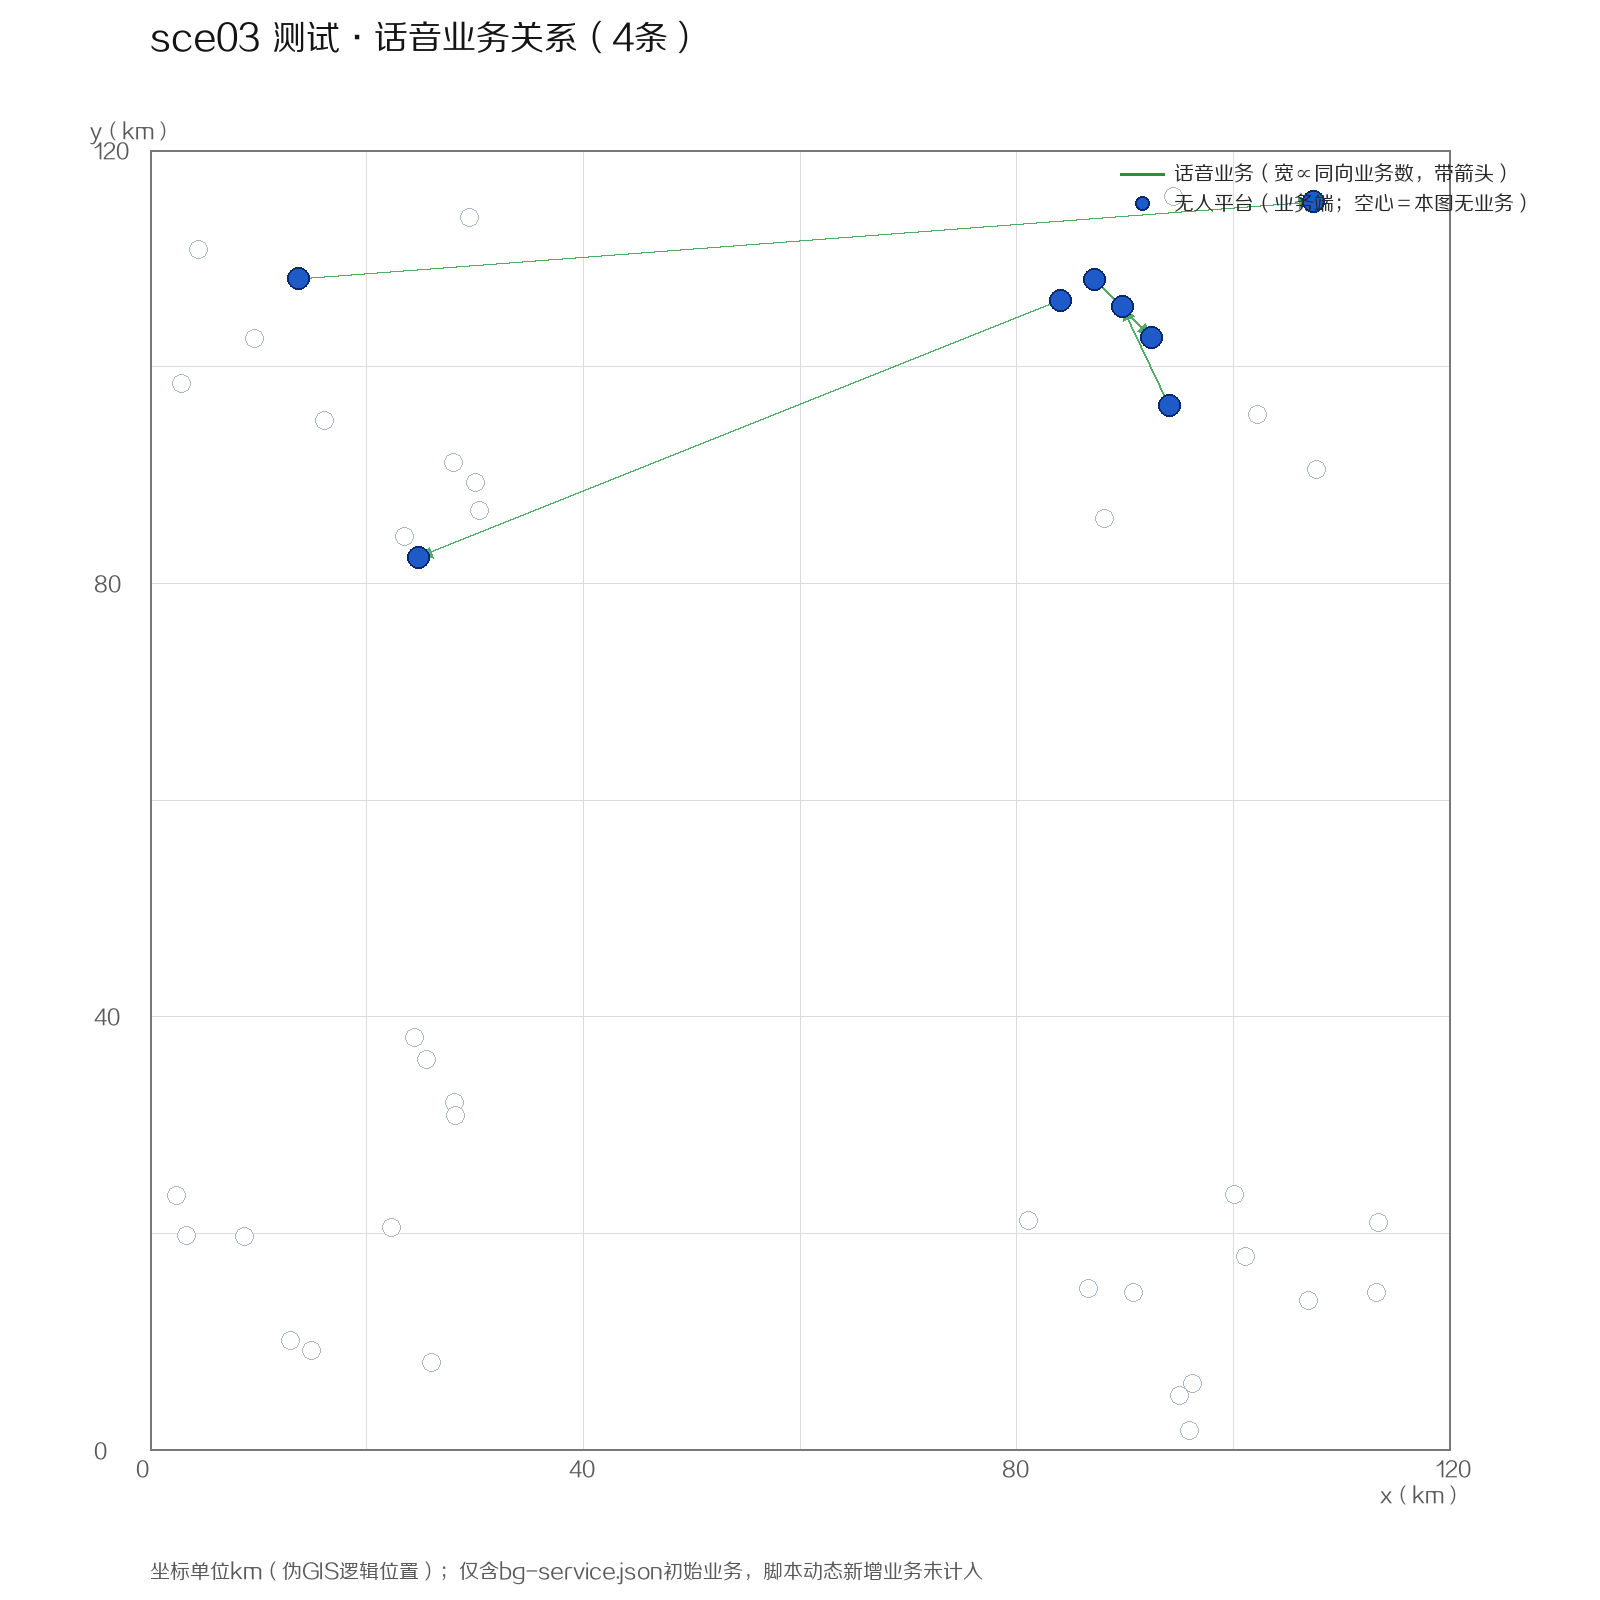 sce03 测试·话音业务关系（4条）
y（km）
120
话音业务（宽∝同向业务数，带箭头）
无人平台（业务端；空心＝本图无业务）
80
40
0
0 40 80 120
x（km）
坐标单位km（伪GIS逻辑位置）；仅含bg-service.json初始业务，脚本动态新增业务未计入